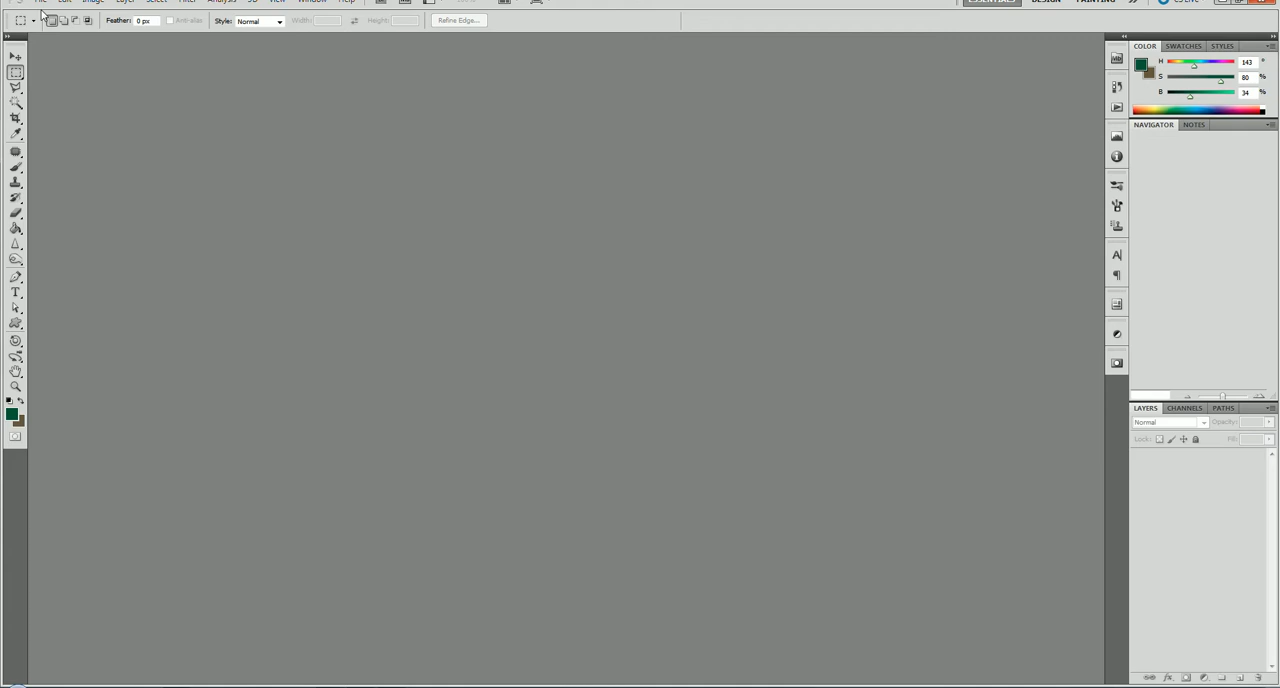 File Edit Image Layer Select Filter Analysis 3D View Window Help ESSENTIALS DESIGN PAINTING CS LIVE
Feather: 0 px Anti-alias Style: Normal Width: Height: Refine Edge...
COLOR SWATCHES STYLES
H 143 °
S 80 %
B 34 %
NAVIGATOR NOTES
LAYERS CHANNELS PATHS
Normal Opacity:
Lock: Fill: